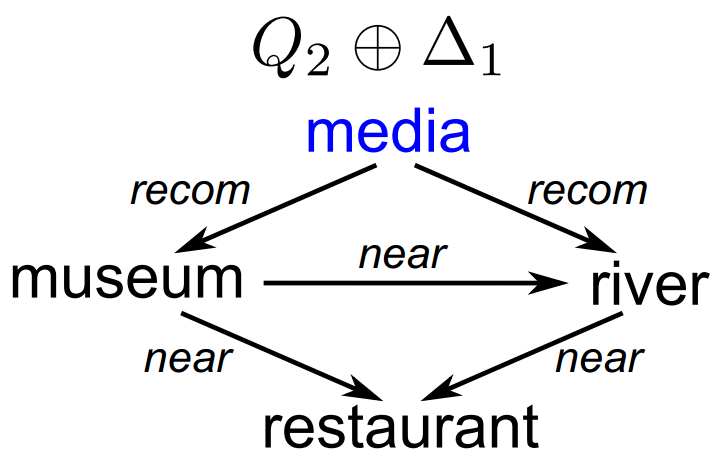 Q₂ ⊕ Δ₁
media
recom recom
near
museum river
near near
restaurant